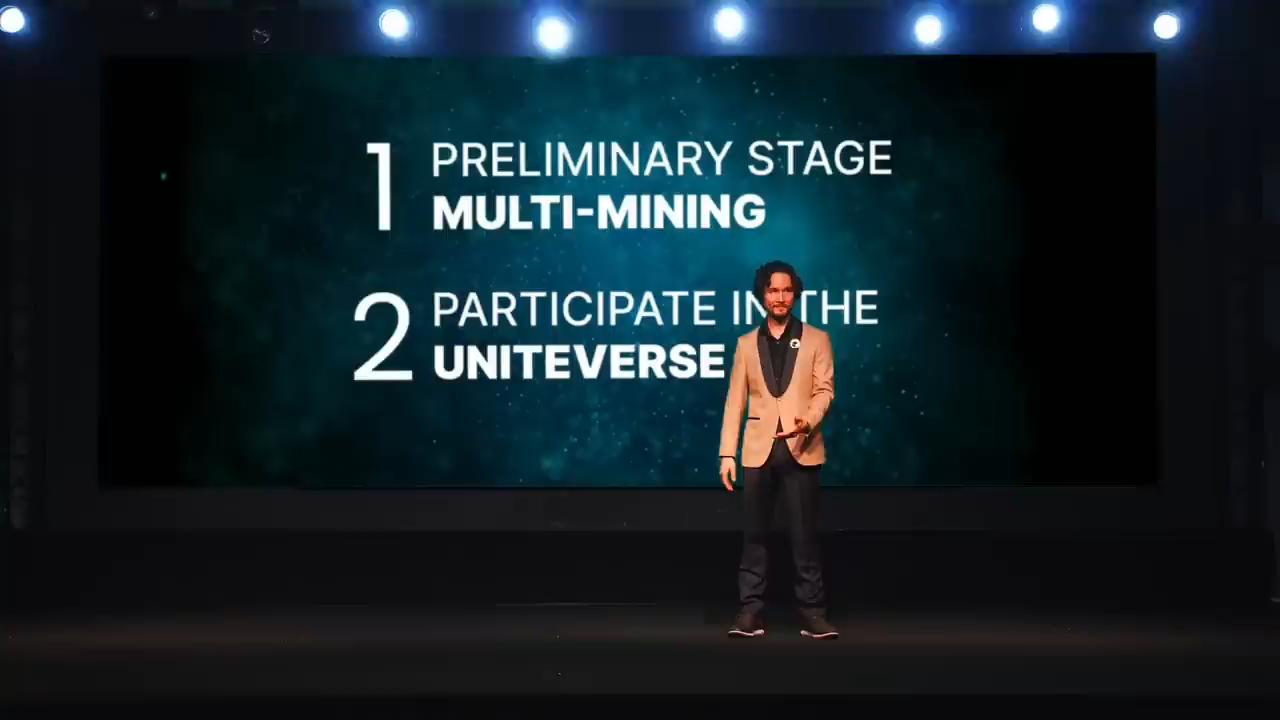 1 PRELIMINARY STAGE
MULTI-MINING
2 PARTICIPATE IN THE
UNITEVERSE